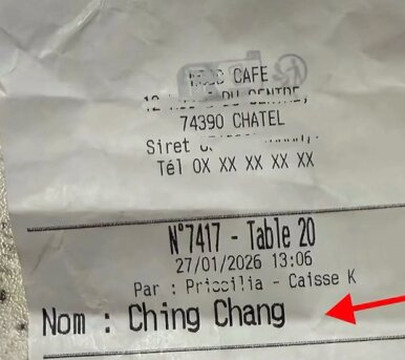 CAFE
DU CENTRE,
74390 CHATEL
Siret
Tél 0X XX XX XX XX
N°7417 - Table 20
27/01/2026 13:06
Par : Priscilia - Caisse K
Nom : Ching Chang